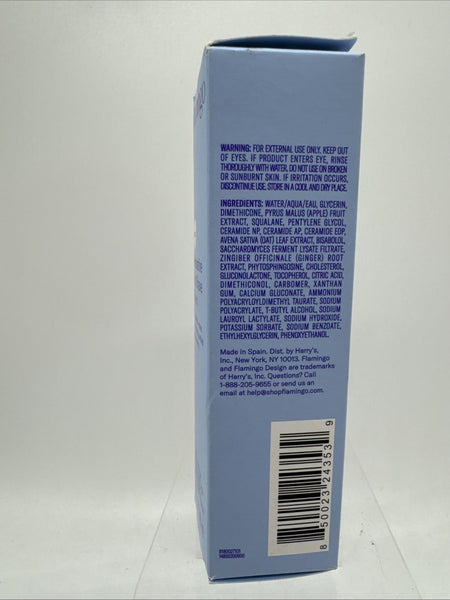 WARNING: FOR EXTERNAL USE ONLY. KEEP OUT
OF EYES. IF PRODUCT ENTERS EYE, RINSE
THOROUGHLY WITH WATER. DO NOT USE ON BROKEN
OR SUNBURNT SKIN. IF IRRITATION OCCURS,
DISCONTINUE USE. STORE IN A COOL AND DRY PLACE.
INGREDIENTS: WATER/AQUA/EAU, GLYCERIN,
DIMETHICONE, PYRUS MALUS (APPLE) FRUIT
EXTRACT, SQUALANE, PENTYLENE GLYCOL,
CERAMIDE NP, CERAMIDE AP, CERAMIDE EOP,
AVENA SATIVA (OAT) LEAF EXTRACT, BISABOLOL,
SACCHAROMYCES FERMENT LYSATE FILTRATE,
ZINGIBER OFFICINALE (GINGER) ROOT
EXTRACT, PHYTOSPHINGOSINE, CHOLESTEROL,
GLUCONOLACTONE, TOCOPHEROL, CITRIC ACID,
DIMETHICONOL, CARBOMER, XANTHAN
GUM, CALCIUM GLUCONATE, AMMONIUM
POLYACRYLOYLDIMETHYL TAURATE, SODIUM
POLYACRYLATE, T-BUTYL ALCOHOL, SODIUM
LAUROYL LACTYLATE, SODIUM HYDROXIDE,
POTASSIUM SORBATE, SODIUM BENZOATE,
ETHYLHEXYLGLYCERIN, PHENOXYETHANOL.
Made in Spain. Dist. by Harry's,
Inc., New York, NY 10013. Flamingo
and Flamingo Design are trademarks
of Harry's, Inc. Questions? Call
1-888-205-9655 or send us an
email at help@shopflamingo.com.
8 50023 24353 9